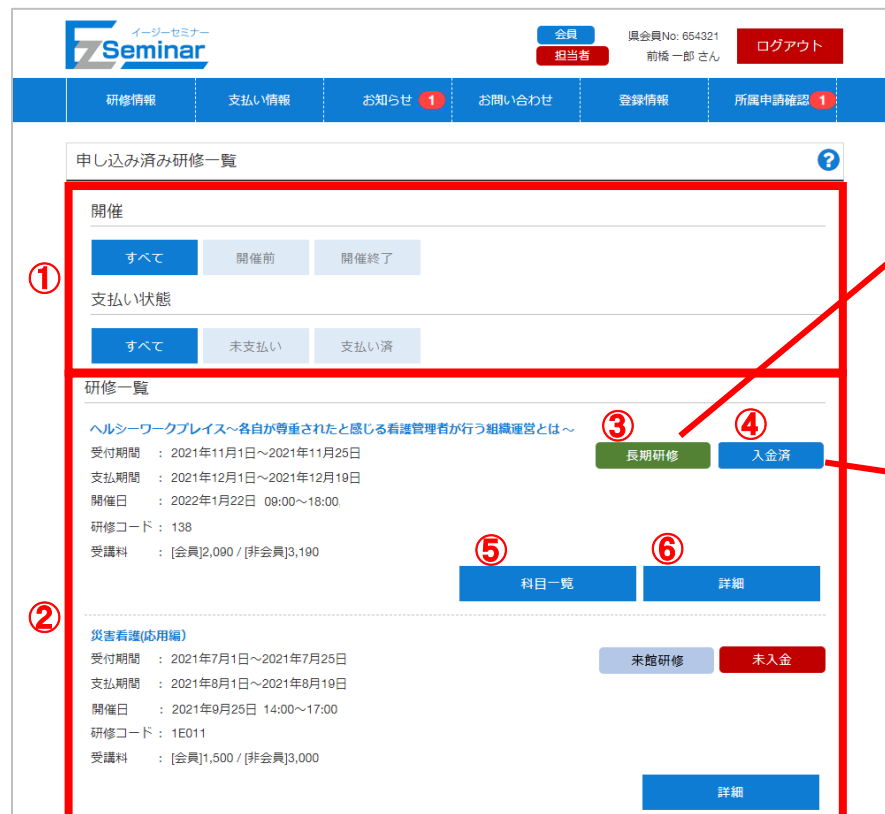 イージーセミナー
EZSeminar
会員
担当者
県会員No: 654321
前橋 一郎 さん
ログアウト
研修情報 支払い情報 お知らせ 1 お問い合わせ 登録情報 所属申請確認 1
申し込み済み研修一覧 ?
①
開催
すべて 開催前 開催終了
支払い状態
すべて 未支払い 支払い済
②
研修一覧
ヘルシーワークプレイス～各自が尊重されたと感じる看護管理者が行う組織運営とは～
③ ④
受付期間 : 2021年11月1日～2021年11月25日
長期研修 入金済
支払期間 : 2021年12月1日～2021年12月19日
開催日 : 2022年1月22日 09:00～18:00
研修コード : 138
受講料 : [会員]2,090 / [非会員]3,190
⑤ ⑥
科目一覧 詳細
災害看護(応用編)
受付期間 : 2021年7月1日～2021年7月25日
来館研修 未入金
支払期間 : 2021年8月1日～2021年8月19日
開催日 : 2021年9月25日 14:00～17:00
研修コード : 1E011
受講料 : [会員]1,500 / [非会員]3,000
詳細